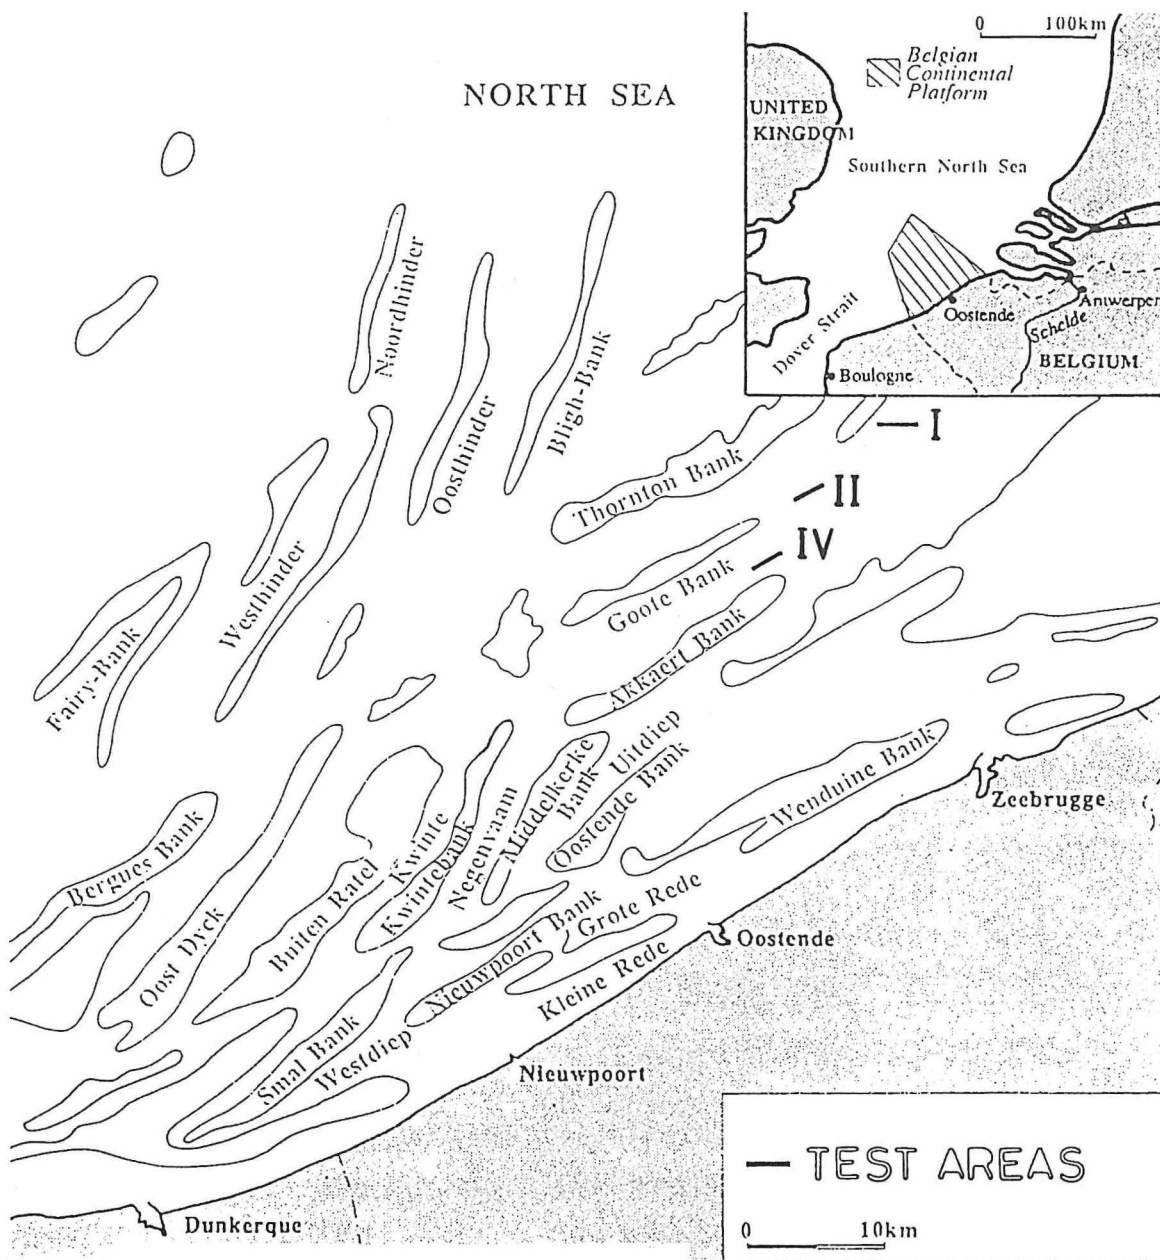 NORTH SEA
0 100km
Belgian
Continental
Platform
UNITED
KINGDOM
Southern North Sea
Dover Strait
Oostende
Antwerpen
Schelde
BELGIUM
Boulogne
Noordhinder
Oosthinder
Bligh-Bank
I
Thornton Bank
II
IV
Westhinder
Goote Bank
Fairy-Bank
Akkaert Bank
Uitdiep
Middelkerke
Bank
Oostende Bank
Wenduine Bank
Zeebrugge
Negenvaam
Kwinte
Kwintebank
Bergues Bank
Buiten Ratel
Oost Dyck
Grote Rede
Nieuwpoort Bank
Oostende
Kleine Rede
Smal Bank
Westdiep
Nieuwpoort
Dunkerque
TEST AREAS
0 10km